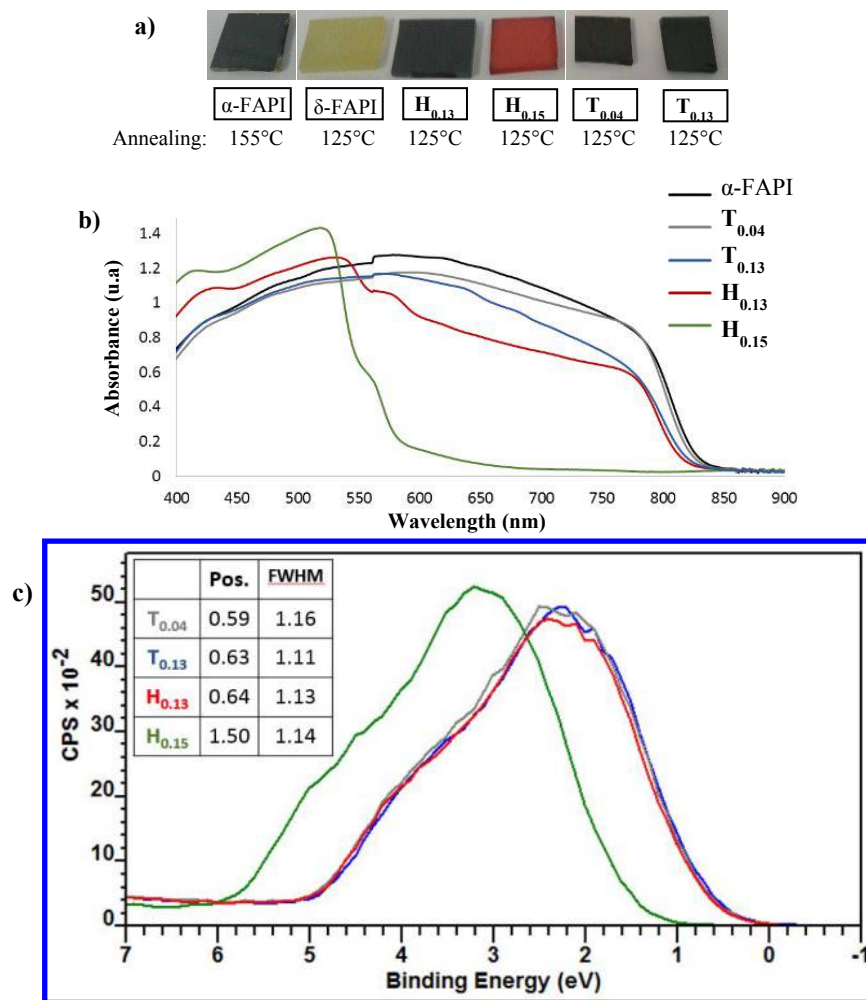 a)
α-FAPI δ-FAPI H0.13 H0.15 T0.04 T0.13
Annealing: 155°C 125°C 125°C 125°C 125°C 125°C
b)
α-FAPI
T0.04
T0.13
H0.13
H0.15
Absorbance (u.a)
1.4
1.2
1
0.8
0.6
0.4
0.2
0
400 450 500 550 600 650 700 750 800 850 900
Wavelength (nm)
c)
Pos. FWHM
T0.04 0.59 1.16
T0.13 0.63 1.11
H0.13 0.64 1.13
H0.15 1.50 1.14
CPS x 10-2
50
40
30
20
10
0
7 6 5 4 3 2 1 0 -1
Binding Energy (eV)